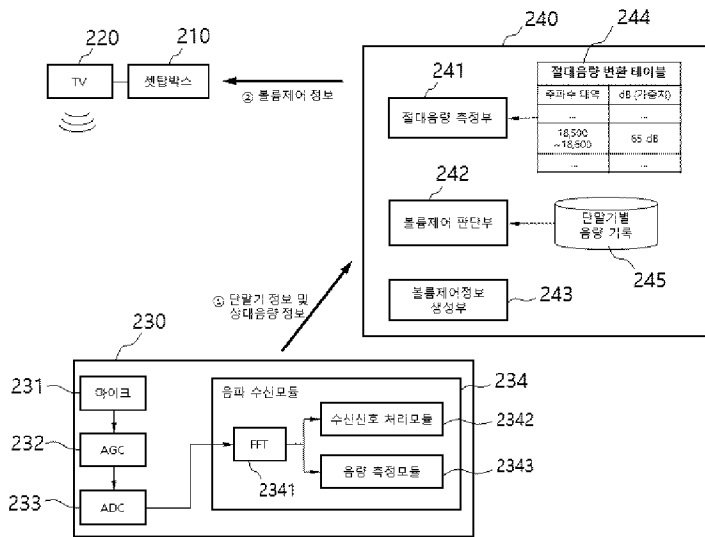 220
210
TV
셋탑박스
② 볼륨제어 정보
240
241
절대음량 측정부
244
절대음량 변환 테이블
주파수 대역
dB (가중치)
...
...
18,500
~18,600
65 dB
...
...
242
볼륨제어 판단부
단말기별
음량 기록
245
볼륨제어정보
생성부
243
① 단말기 정보 및
상대음량 정보
230
231
마이크
232
AGC
233
ADC
234
음파 수신모듈
FFT
2341
수신신호 처리모듈
2342
음량 측정모듈
2343